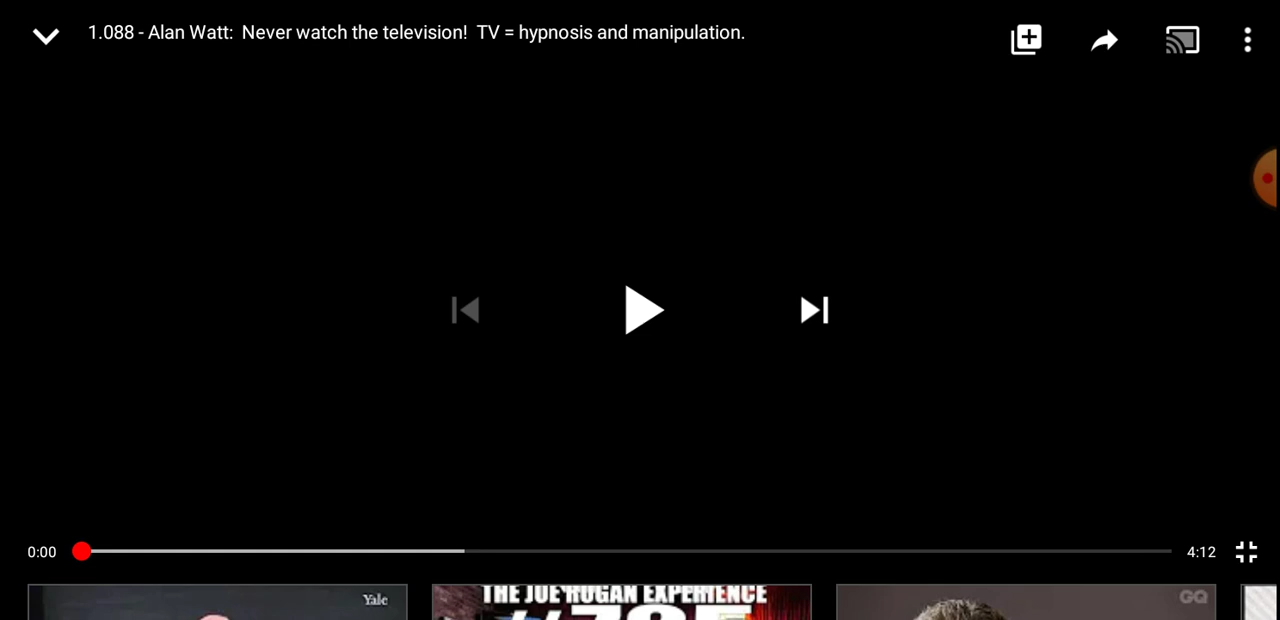 1.088 - Alan Watt:  Never watch the television!  TV = hypnosis and manipulation.
0:00
4:12
Yale
THE JOE ROGAN EXPERIENCE
GQ